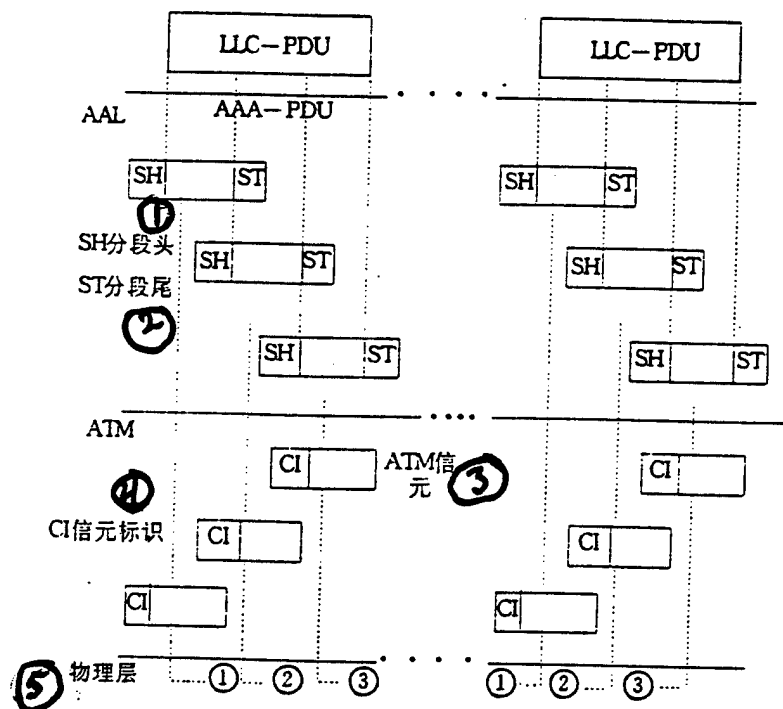 LLC-PDU LLC-PDU
AAL AAA-PDU
SH ST SH ST
①
SH分段头 SH ST SH ST
ST分段尾
② SH ST SH ST
ATM
CI ATM信元 ③ CI
④
CI信元标识 CI CI
CI CI
⑤ 物理层 ① ② ③ ① ② ③